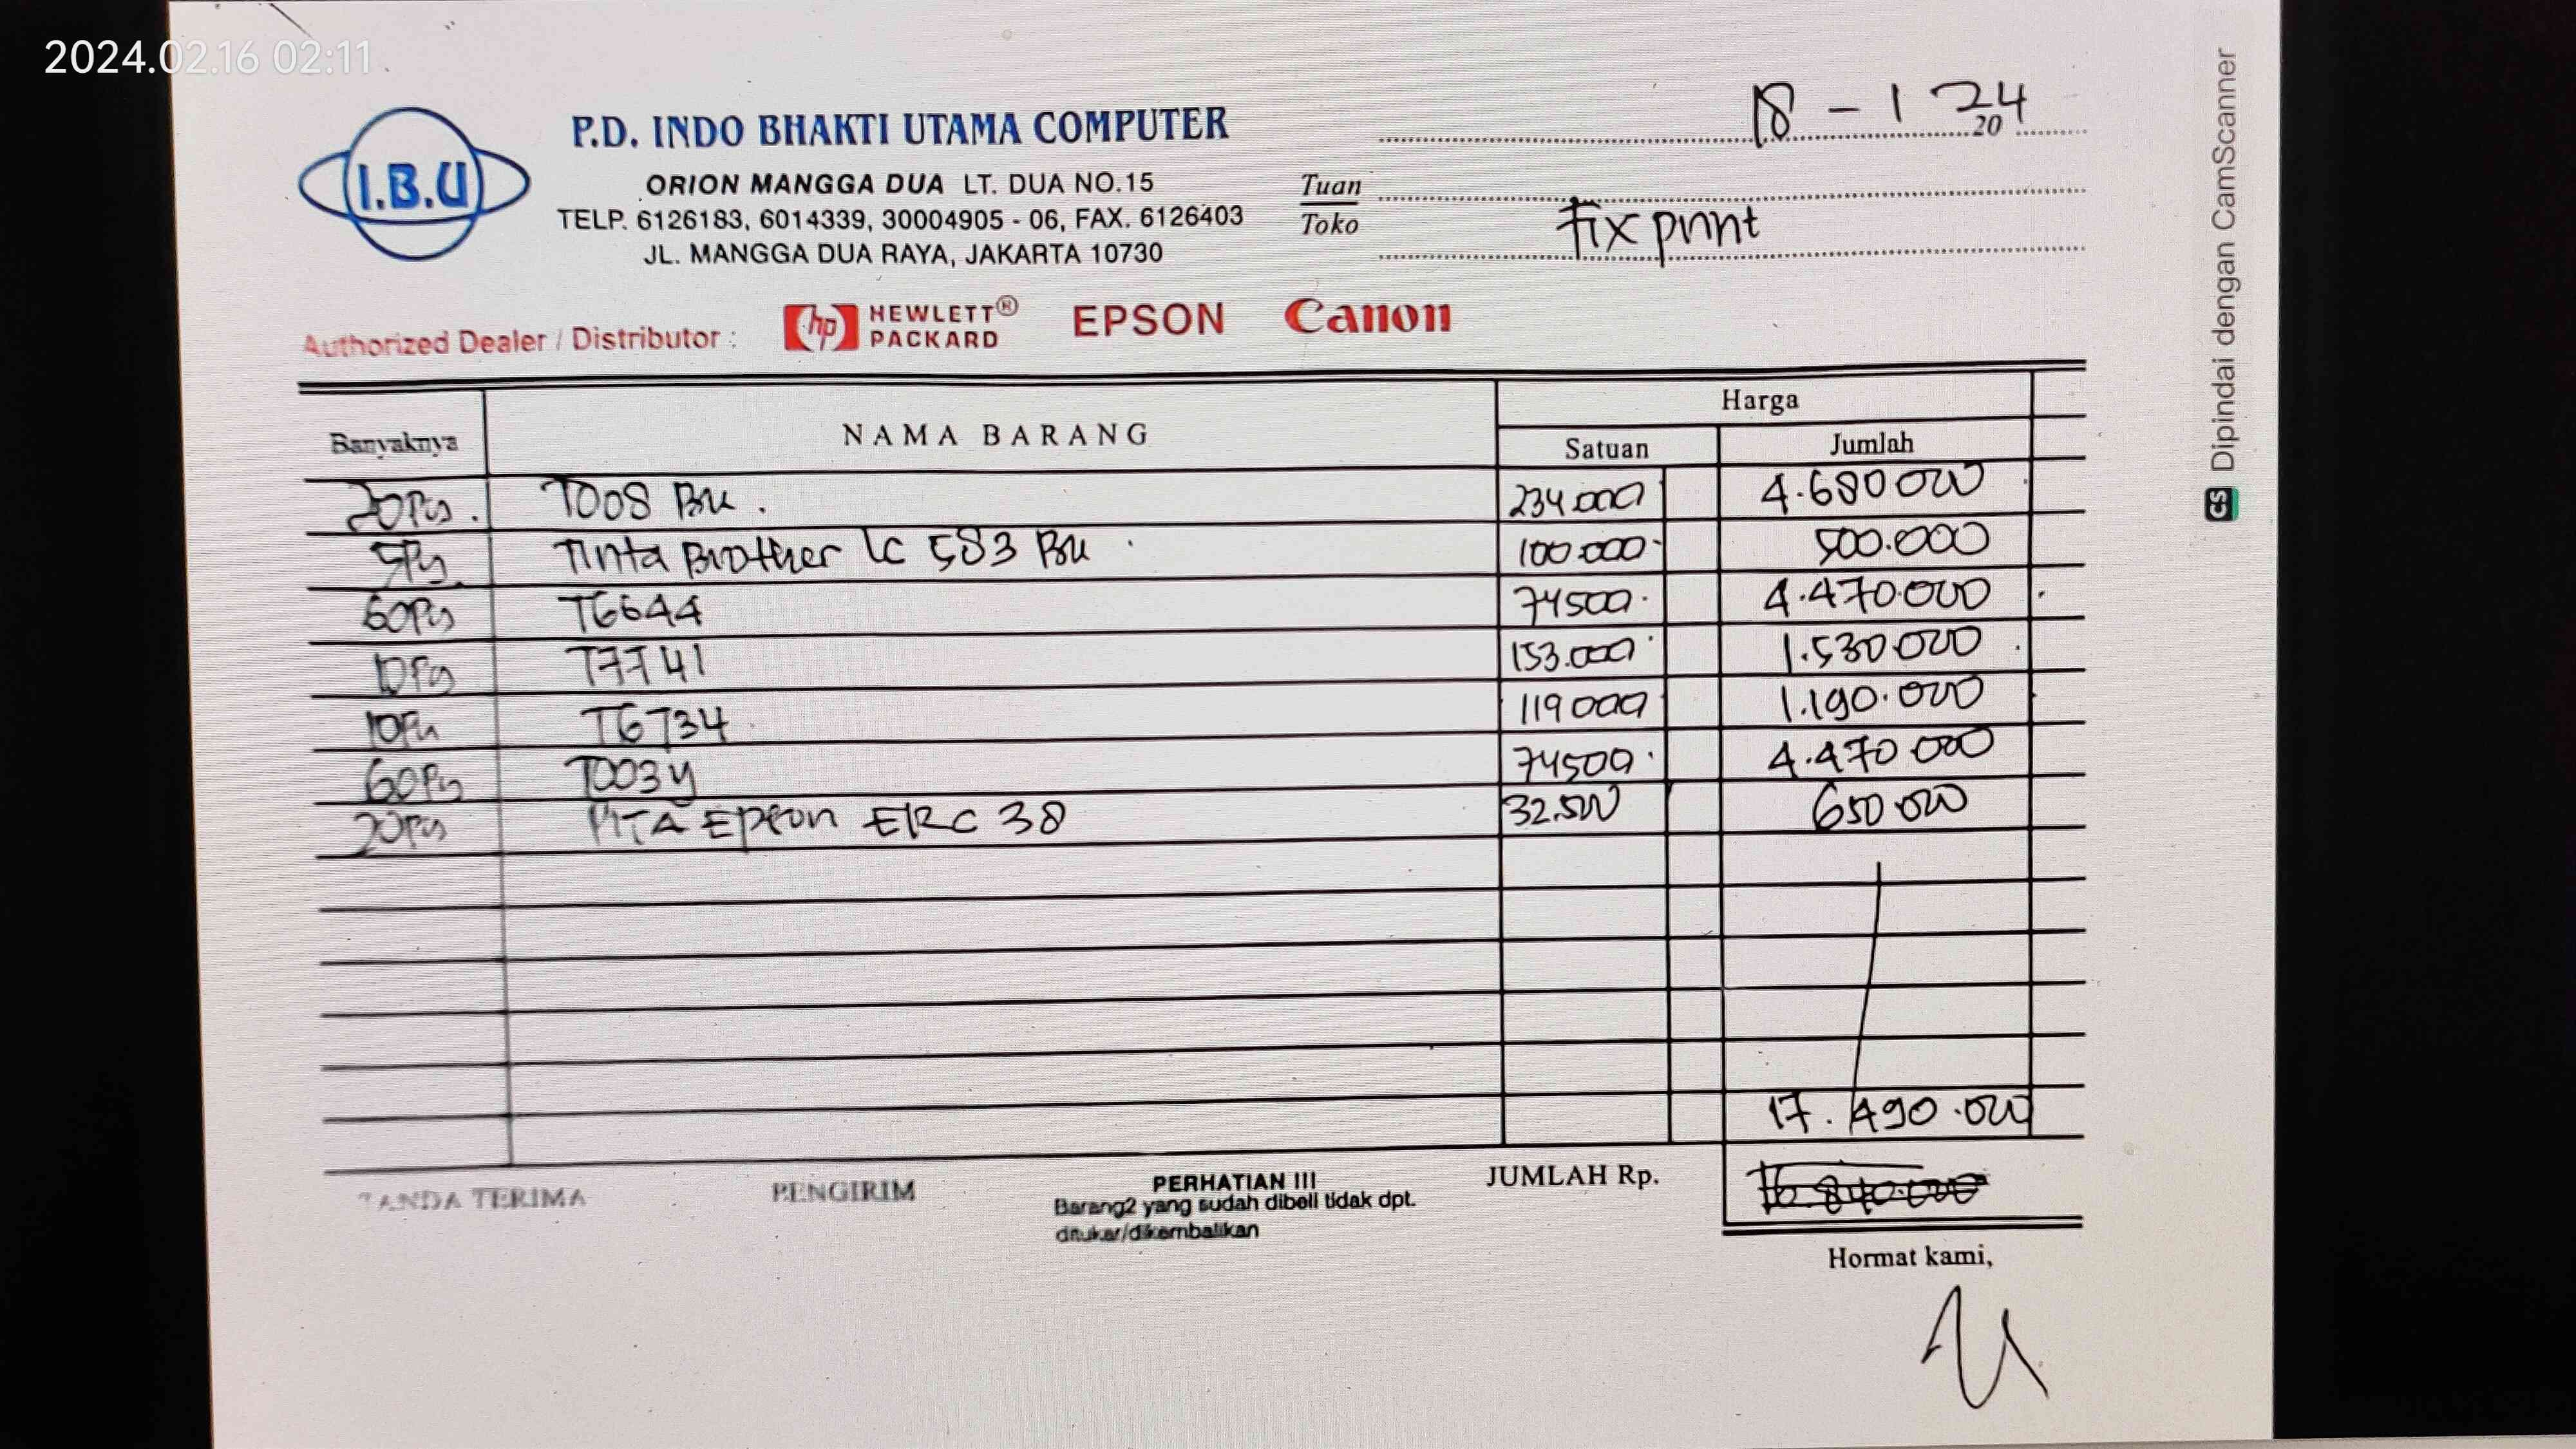 2024.02.16 02:11
I.B.U
P.D. INDO BHAKTI UTAMA COMPUTER
ORION MANGGA DUA LT. DUA NO.15
TELP. 6126183, 6014339, 30004905 - 06, FAX. 6126403
JL. MANGGA DUA RAYA, JAKARTA 10730
18 - 1 20 24
Tuan
Toko
fix print
Authorized Dealer / Distributor : hp HEWLETT® PACKARD EPSON Canon
Banyaknya NAMA BARANG Harga
Satuan Jumlah
20Pcs. T008 BK. 234.000 4.680000
5Pcs. Tinta Brother LC 583 BK 100.000 500.000
60Pcs T6644 74500 4.470.000
10Pcs T7741 153.000 1.530.000
10Pcs T6734 119000 1.190.000
60Pcs T003Y 74500 4.470 000
20Pcs PITA Epson ERC 38 32.500 650.000
17.490.000
TANDA TERIMA PENGIRIM PERHATIAN III JUMLAH Rp.
Barang2 yang sudah dibeli tidak dpt.
ditukar/dikembalikan
Hormat kami,
CS Dipindai dengan CamScanner